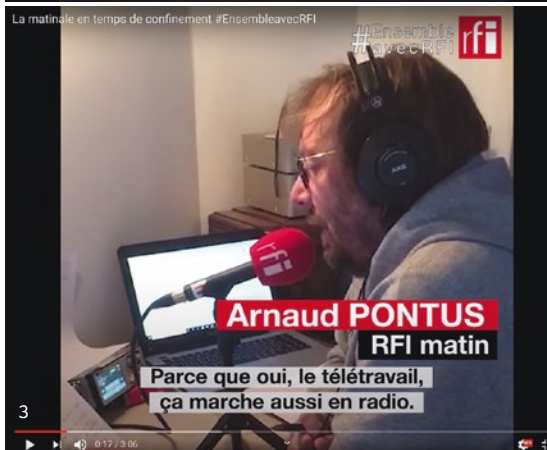 La matinale en temps de confinement #EnsembleavecRFI
#Ensemble
avecRFI
rfi
rfi
AKG
Arnaud PONTUS
RFI matin
Parce que oui, le télétravail,
ça marche aussi en radio.
3
0:17 / 3:06